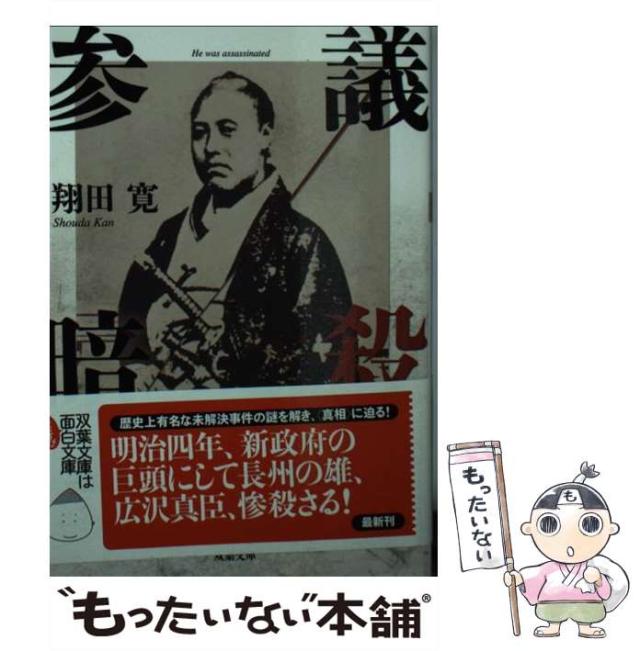 He was assassinated
参議
翔田 寛
Shouda Kan
暗殺
双葉文庫は
面白文庫
歴史上有名な未解決事件の謎を解き、〈真相〉に迫る！
明治四年、新政府の
巨頭にして長州の雄、
広沢真臣、惨殺さる！
最新刊
双葉文庫
もったいない
も
“もったいない”本舗®